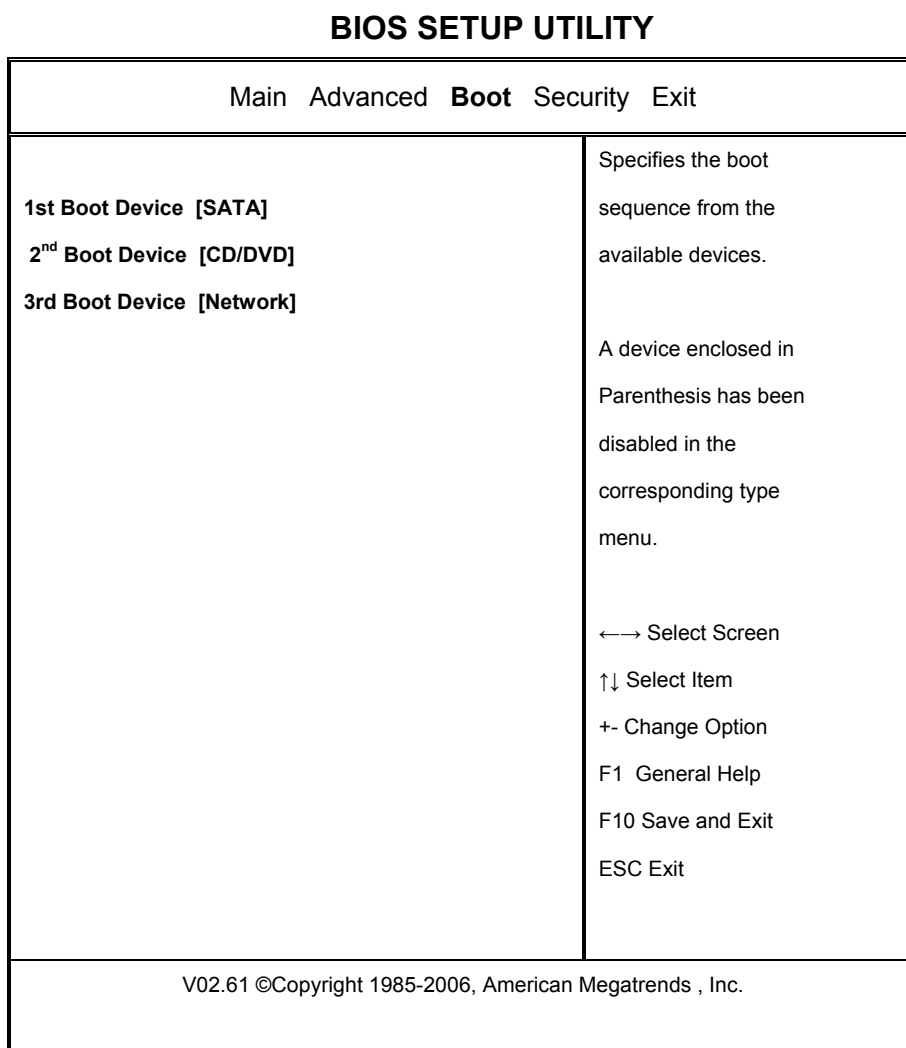 BIOS SETUP UTILITY
Main Advanced Boot Security Exit
1st Boot Device [SATA]
2nd Boot Device [CD/DVD]
3rd Boot Device [Network]
Specifies the boot
sequence from the
available devices.
A device enclosed in
Parenthesis has been
disabled in the
corresponding type
menu.
←→ Select Screen
↑↓ Select Item
+- Change Option
F1 General Help
F10 Save and Exit
ESC Exit
V02.61 ©Copyright 1985-2006, American Megatrends , Inc.